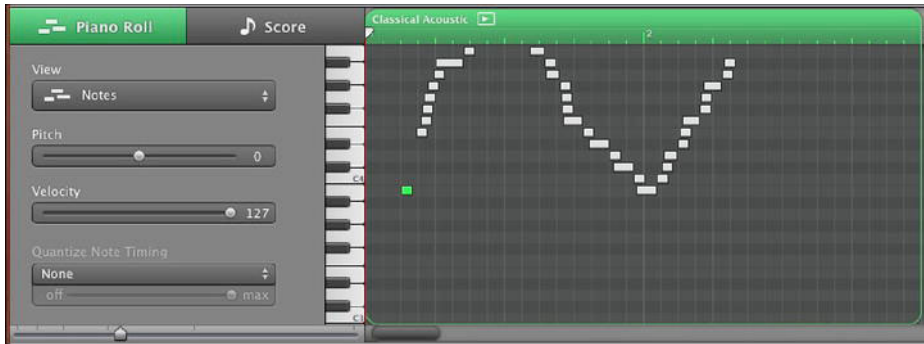 Piano Roll
Score
View
Notes
Pitch
0
Velocity
127
Quantize Note Timing
None
off
max
C4
C3
Classical Acoustic
2